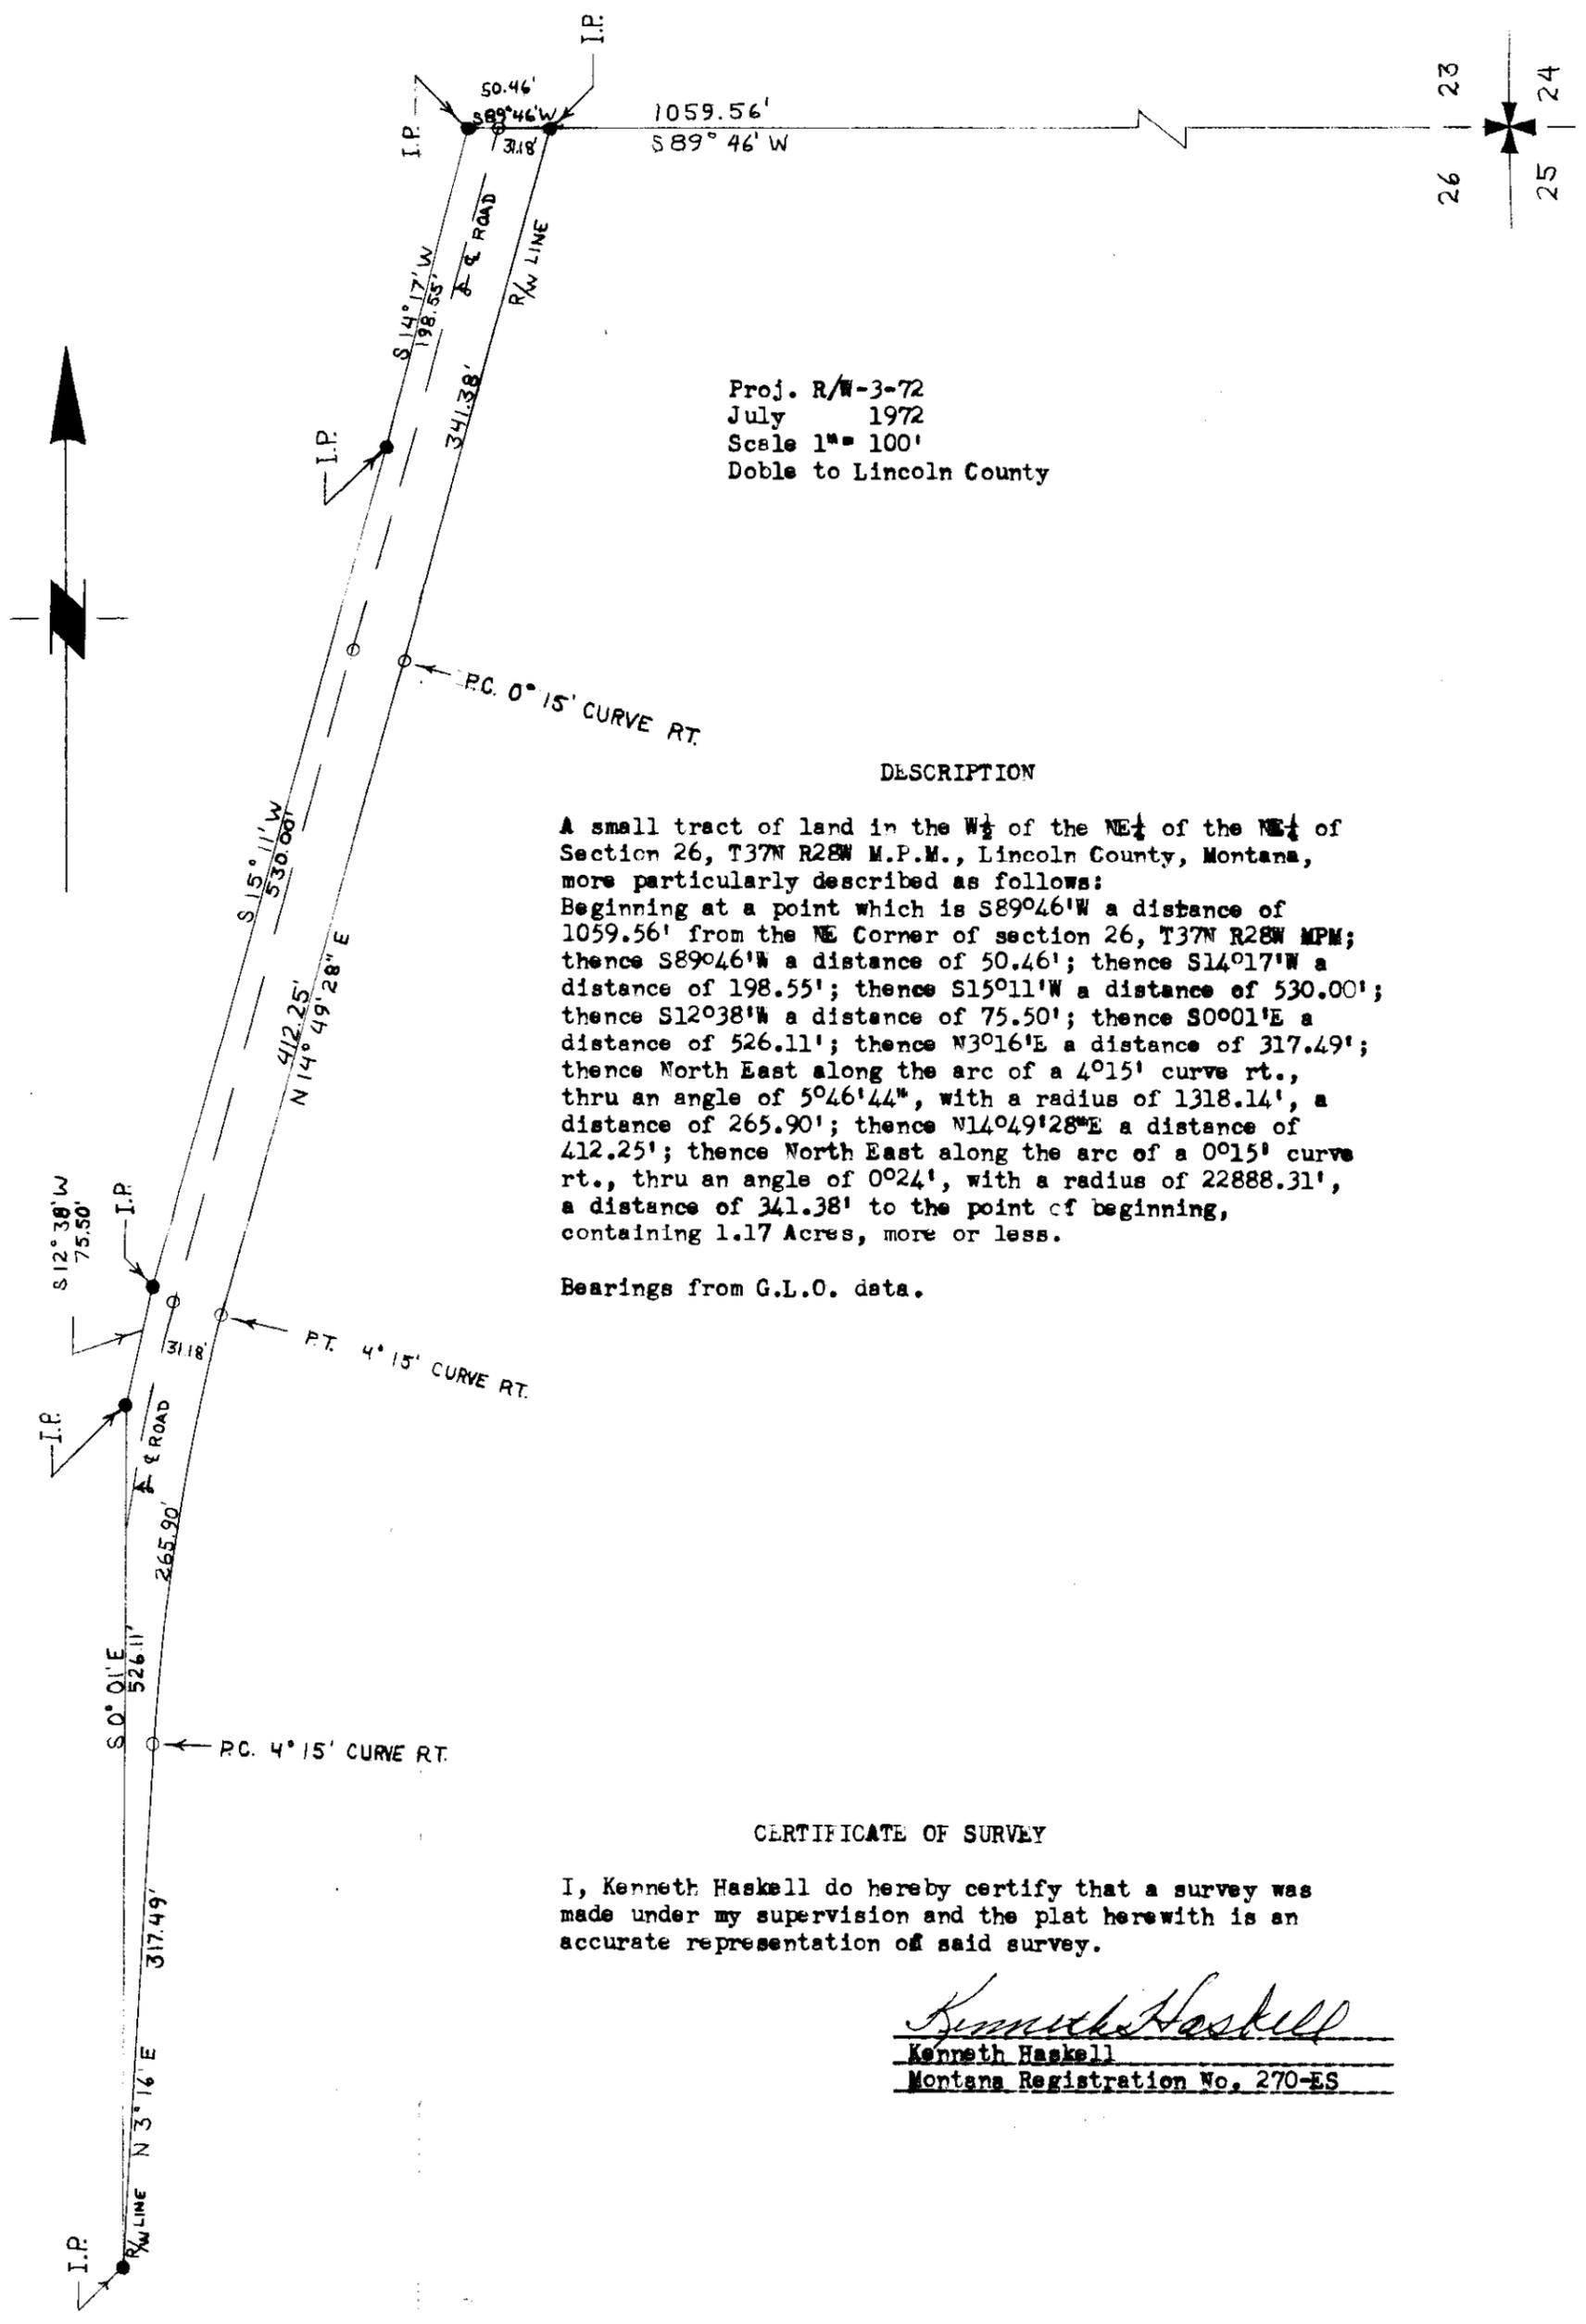 I.P.
I.P.
50.46'
S89°46'W
31.18'
1059.56'
S 89° 46' W
23
24
26
25
S 14° 17' W
198.55'
℄ ROAD
R/W LINE
341.38'
I.P.
N
Proj. R/W-3-72
July 1972
Scale 1"= 100'
Doble to Lincoln County
P.C. 0° 15' CURVE RT.
S 15° 11' W
530.00'
412.25'
N 14° 49' 28" E
DESCRIPTION
A small tract of land in the W½ of the NE¼ of the NE¼ of
Section 26, T37N R28W M.P.M., Lincoln County, Montana,
more particularly described as follows:
Beginning at a point which is S89°46'W a distance of
1059.56' from the NE Corner of section 26, T37N R28W MPM;
thence S89°46'W a distance of 50.46'; thence S14°17'W a
distance of 198.55'; thence S15°11'W a distance of 530.00';
thence S12°38'W a distance of 75.50'; thence S0°01'E a
distance of 526.11'; thence N3°16'E a distance of 317.49';
thence North East along the arc of a 4°15' curve rt.,
thru an angle of 5°46'44", with a radius of 1318.14', a
distance of 265.90'; thence N14°49'28"E a distance of
412.25'; thence North East along the arc of a 0°15' curve
rt., thru an angle of 0°24', with a radius of 22888.31',
a distance of 341.38' to the point of beginning,
containing 1.17 Acres, more or less.
Bearings from G.L.O. data.
S 12° 38' W
75.50'
I.P.
31.18'
P.T. 4° 15' CURVE RT.
I.P.
℄ ROAD
265.90'
S 0° 01' E
526.11'
P.C. 4° 15' CURVE RT.
317.49'
N 3° 16' E
R/W LINE
I.P.
CERTIFICATE OF SURVEY
I, Kenneth Haskell do hereby certify that a survey was
made under my supervision and the plat herewith is an
accurate representation of said survey.
Kenneth Haskell
Kenneth Haskell
Montana Registration No. 270-ES